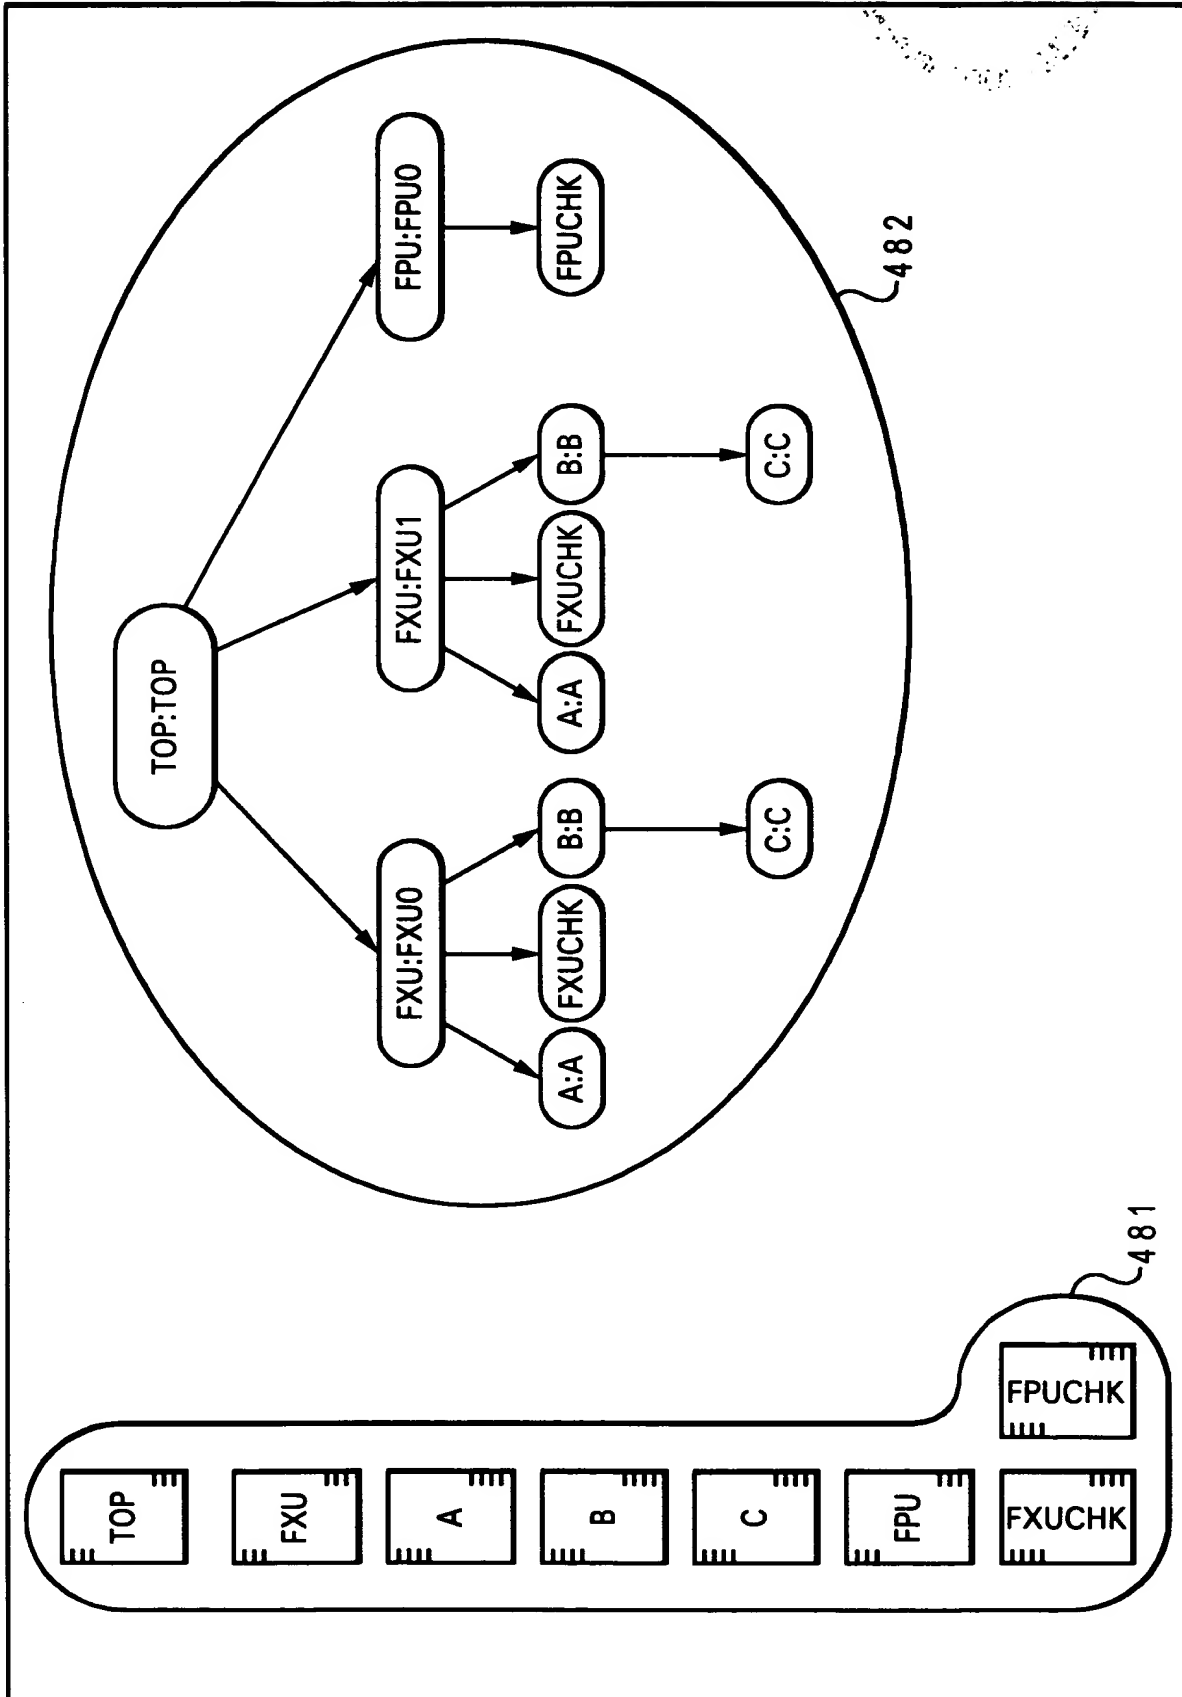 TOP:TOP
FXU:FXU0
FXU:FXU1
FPU:FPU0
A:A
FXUCHK
B:B
A:A
FXUCHK
B:B
FPUCHK
C:C
C:C
482
TOP
FXU
A
B
C
FPU
FXUCHK
FPUCHK
481